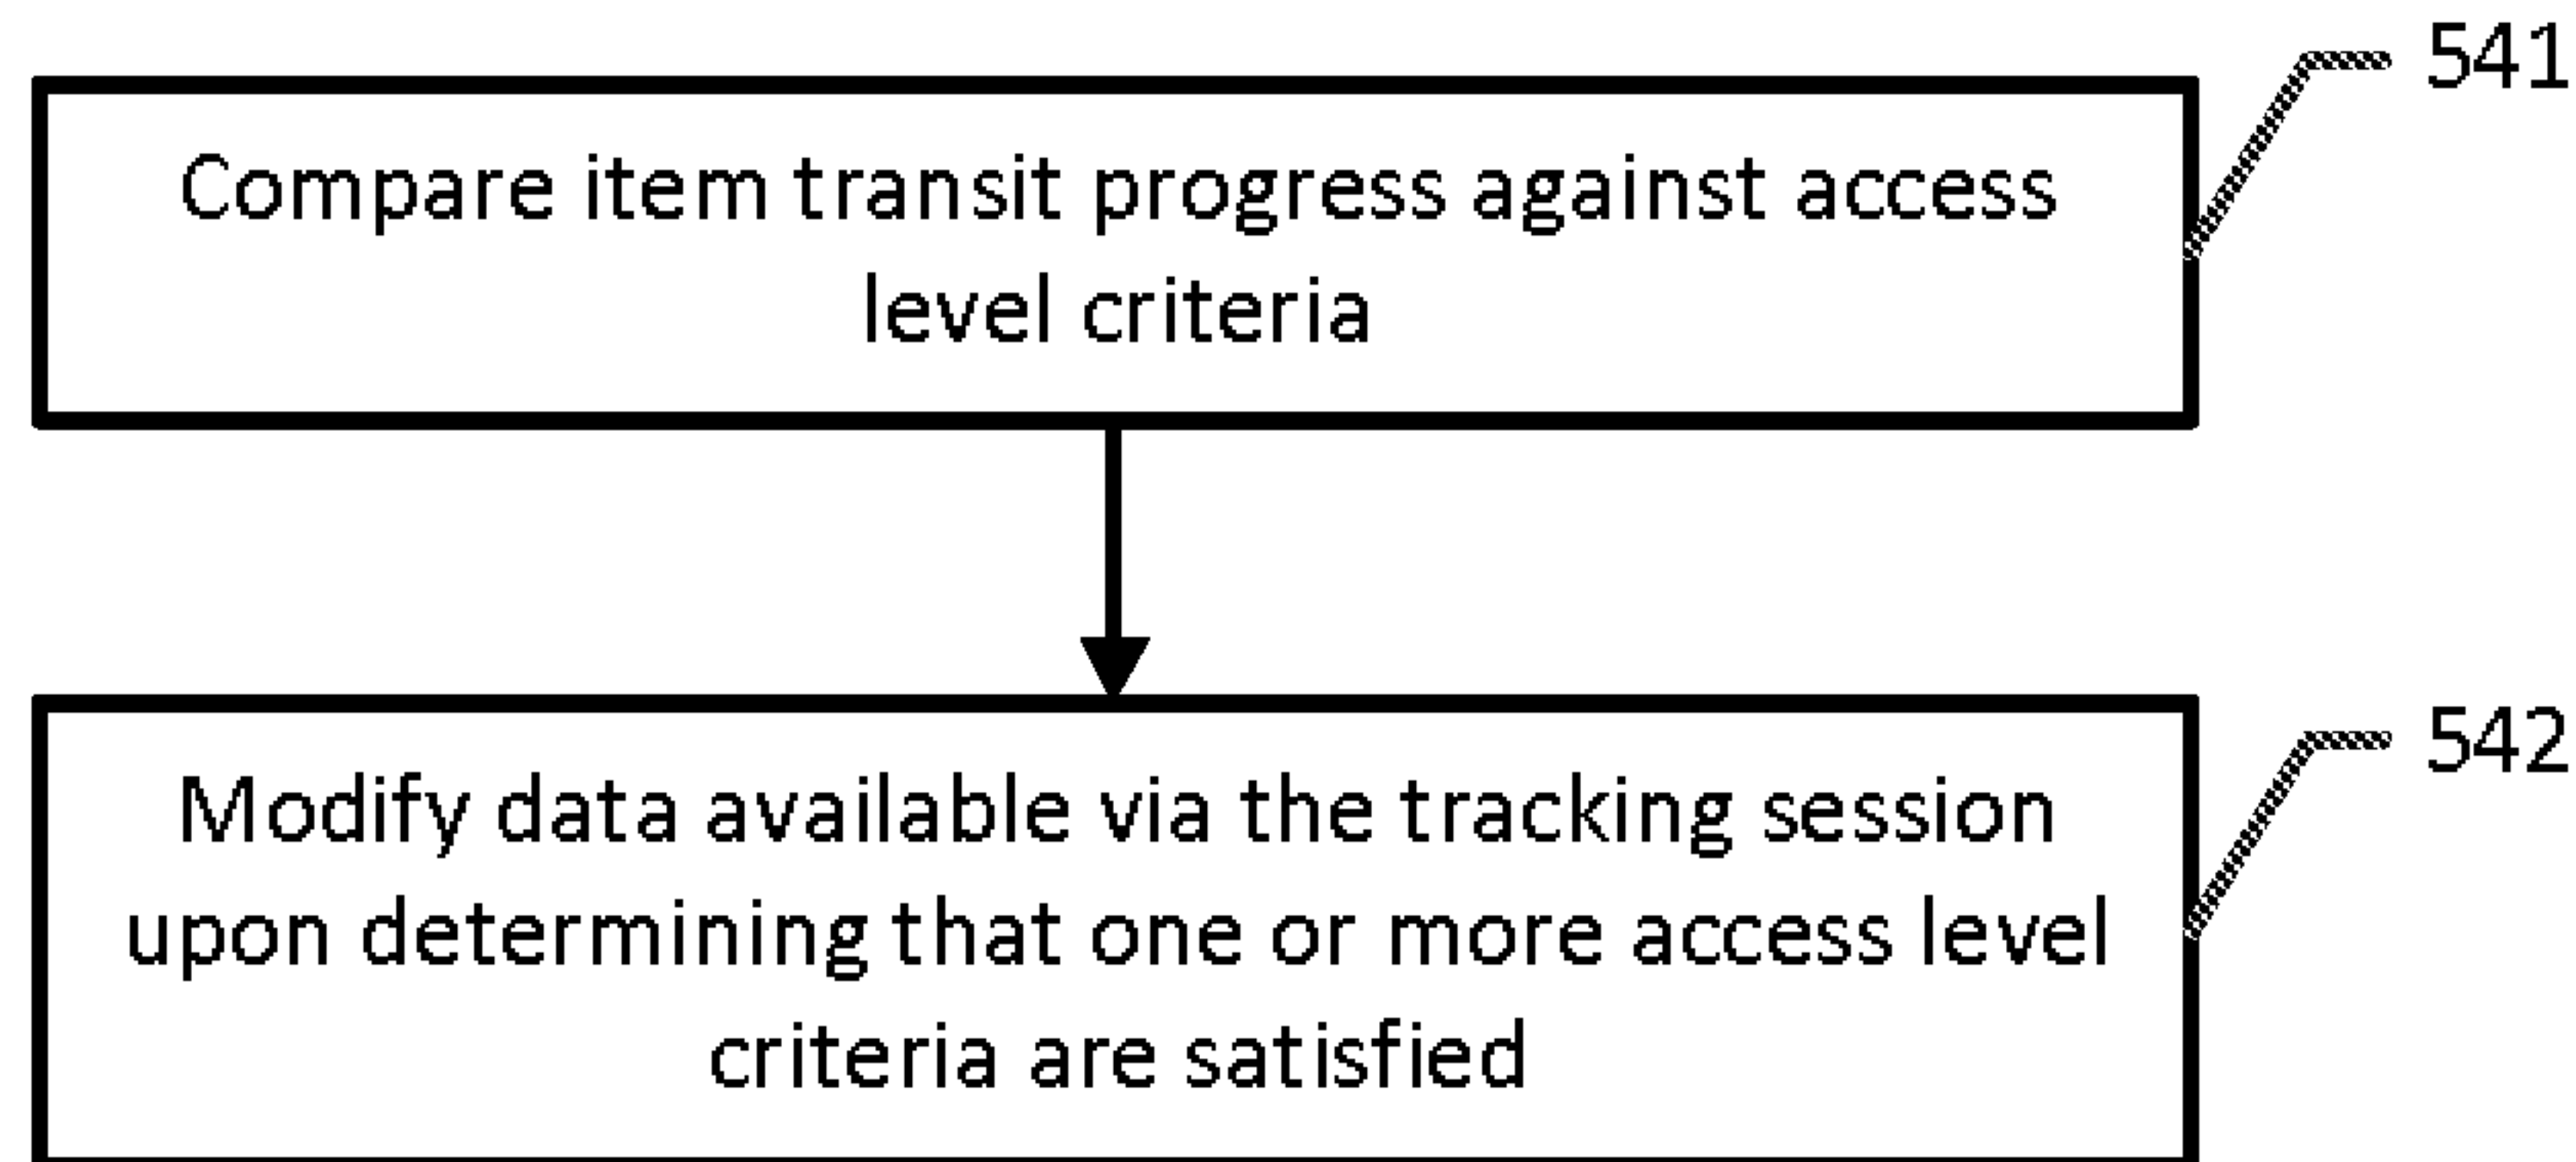 541
Compare item transit progress against access
level criteria
542
Modify data available via the tracking session
upon determining that one or more access level
criteria are satisfied